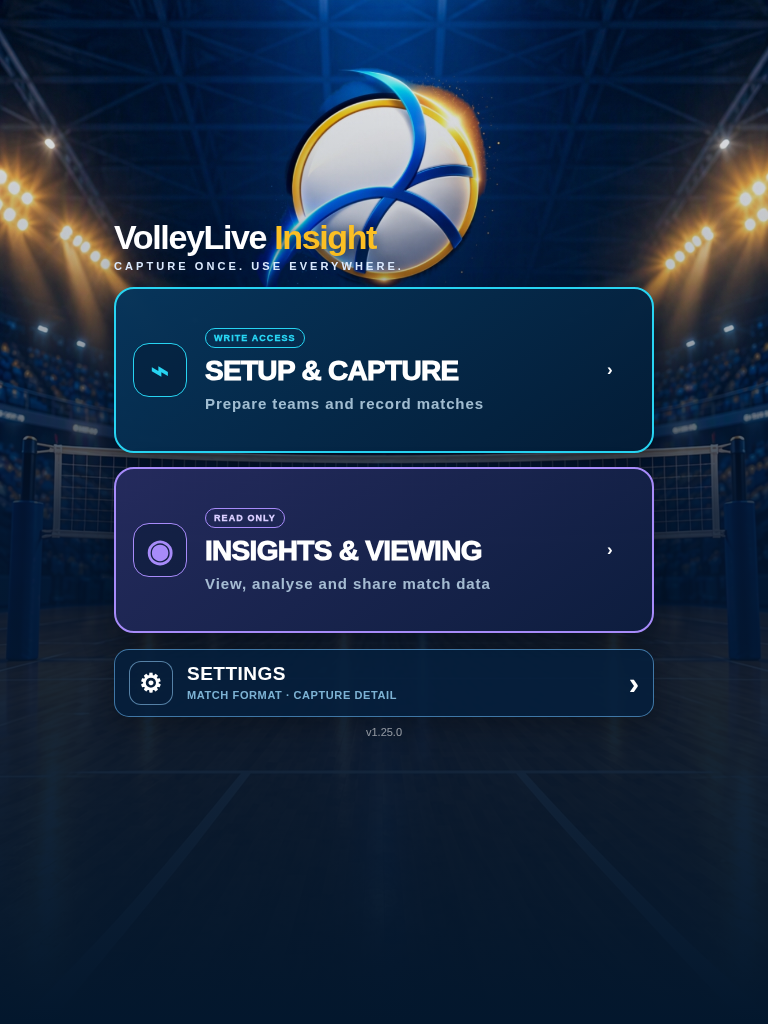 VolleyLive Insight
CAPTURE ONCE. USE EVERYWHERE.
WRITE ACCESS
SETUP & CAPTURE
›
Prepare teams and record matches
READ ONLY
INSIGHTS & VIEWING
›
View, analyse and share match data
SETTINGS
MATCH FORMAT · CAPTURE DETAIL
›
v1.25.0